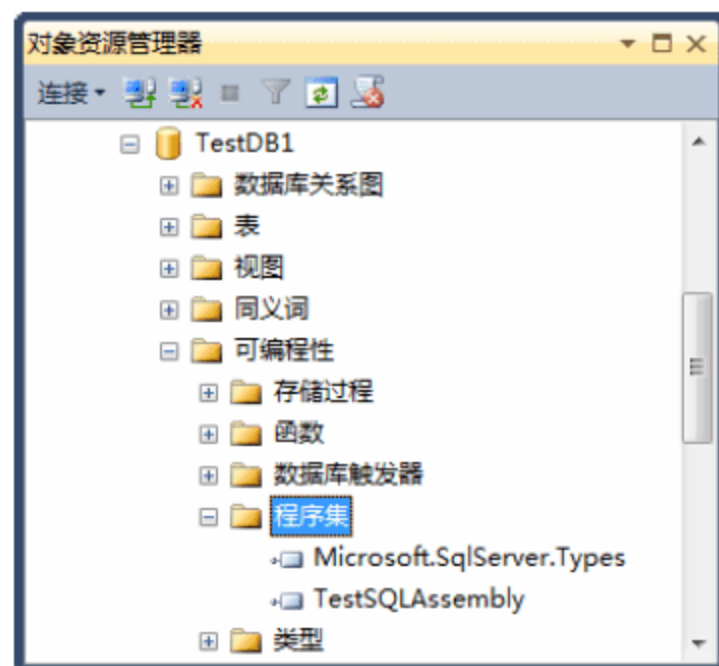 对象资源管理器
连接
TestDB1
数据库关系图
表
视图
同义词
可编程性
存储过程
函数
数据库触发器
程序集
Microsoft.SqlServer.Types
TestSQLAssembly
类型